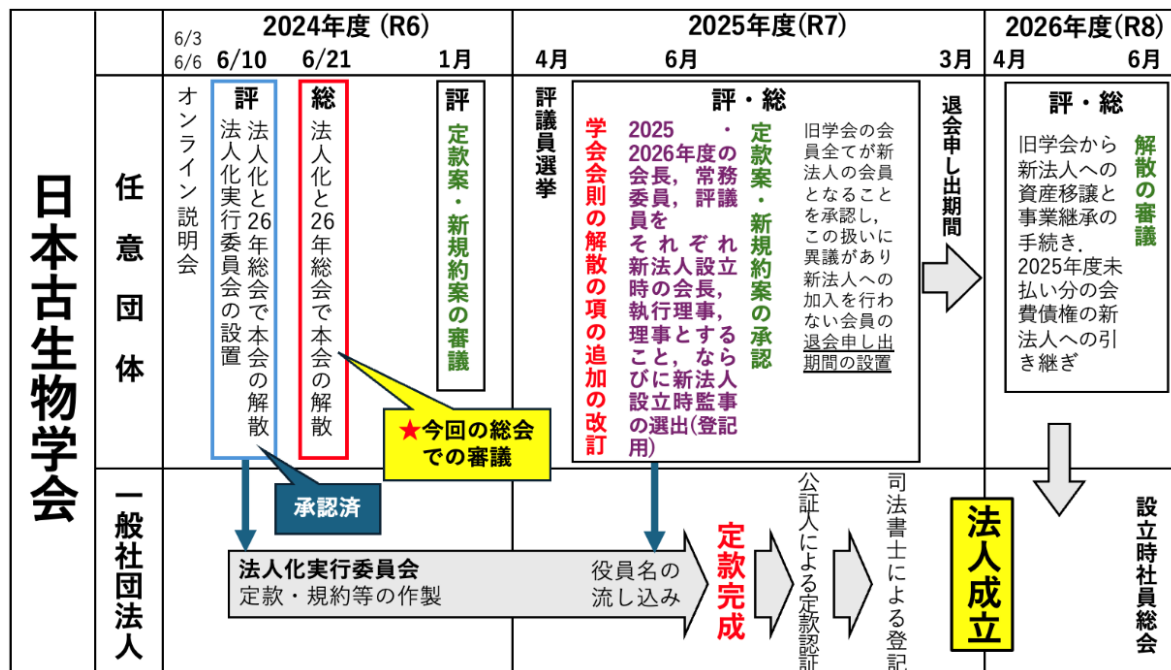 日本古生物学会
2024年度 (R6)
2025年度(R7)
2026年度(R8)
6/3
6/6
6/10
6/21
1月
4月
6月
3月
4月
6月
任意団体
オンライン説明会
評
法人化と26年総会で本会の解散
法人化実行委員会の設置
総
法人化と26年総会で本会の解散
評
定款案・新規約案の審議
評議員選挙
評・総
学会会則の解散の項の追加の改訂
2025・
2026年度の
会長，常務
委員，評議
員を
それぞれ
新法人設立
時の会長，
執行理事，
理事とする
こと，なら
びに新法人
設立時監事
の選出(登記
用)
定款案・新規約案の承認
旧学会の会
員全てが新
法人の会員
となること
を承認し，
この扱いに
異議があり
新法人への
加入を行わ
ない会員の
退会申し出
期間の設置
退会申し出期間
評・総
旧学会から
新法人への
資産移譲と
事業継承の
手続き．
2025年度未
払い分の会
費債権の新
法人への引
き継ぎ
解散の審議
★今回の総会
での審議
承認済
一般社団法人
法人化実行委員会
定款・規約等の作製
役員名の
流し込み
定款完成
公証人による定款認証
司法書士による登記
法人成立
設立時社員総会